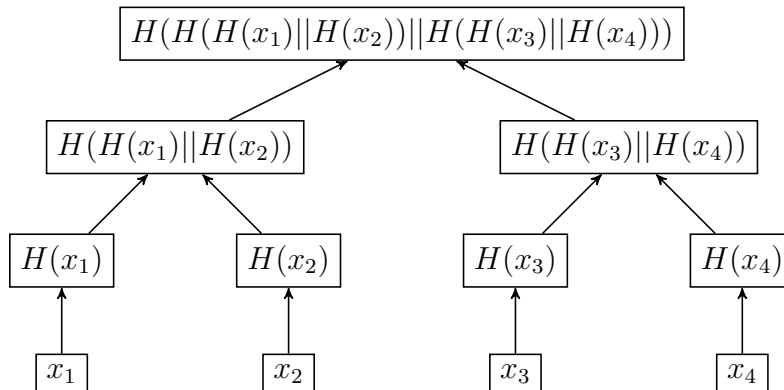 H(H(H(x₁)||H(x₂))||H(H(x₃)||H(x₄)))
H(H(x₁)||H(x₂)) H(H(x₃)||H(x₄))
H(x₁) H(x₂) H(x₃) H(x₄)
x₁ x₂ x₃ x₄